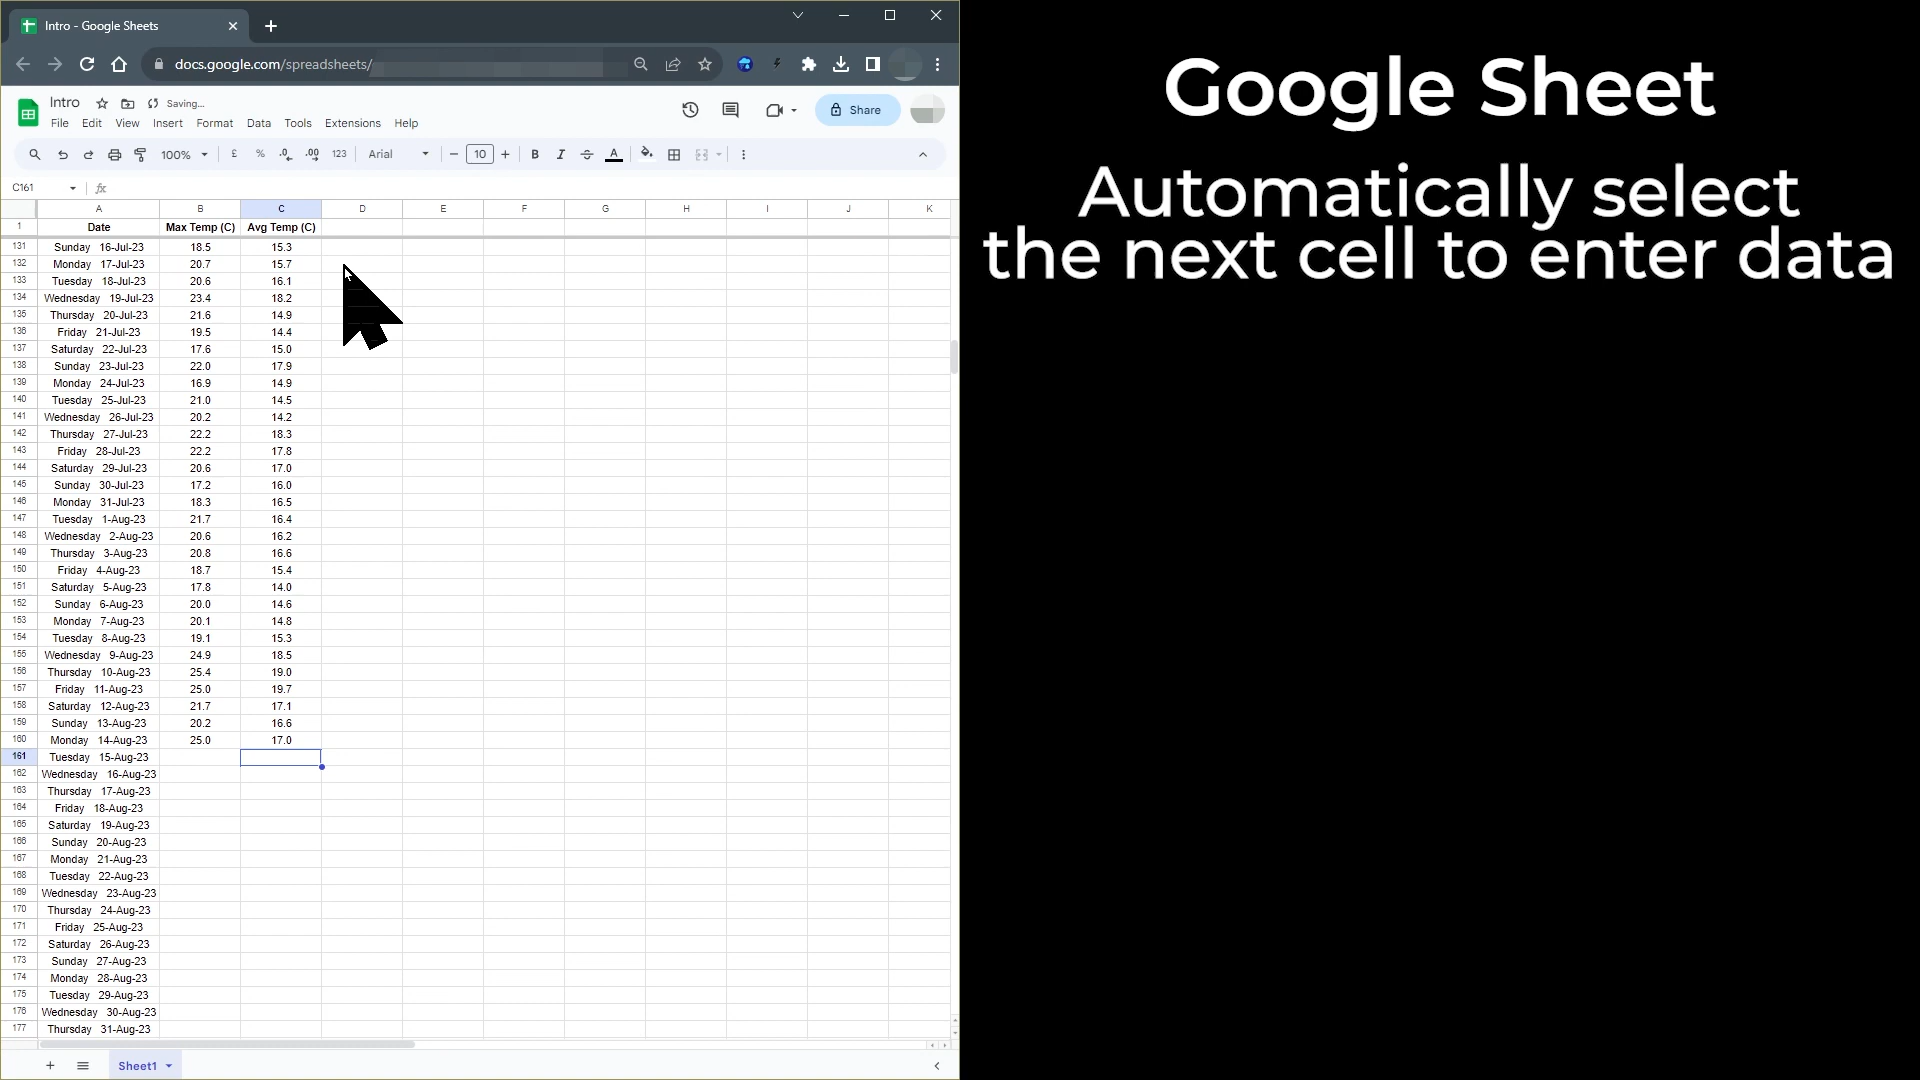 Intro - Google Sheets
docs.google.com/spreadsheets/
Intro Saving...
File Edit View Insert Format Data Tools Extensions Help
Share
100% £ % .0 .00 123 Arial 10 B I S A
C161 fx
A B C D E F G H I J K
1 Date Max Temp (C) Avg Temp (C)
131 Sunday 16-Jul-23 18.5 15.3
132 Monday 17-Jul-23 20.7 15.7
133 Tuesday 18-Jul-23 20.6 16.1
134 Wednesday 19-Jul-23 23.4 18.2
135 Thursday 20-Jul-23 21.6 14.9
136 Friday 21-Jul-23 19.5 14.4
137 Saturday 22-Jul-23 17.6 15.0
138 Sunday 23-Jul-23 22.0 17.9
139 Monday 24-Jul-23 16.9 14.9
140 Tuesday 25-Jul-23 21.0 14.5
141 Wednesday 26-Jul-23 20.2 14.2
142 Thursday 27-Jul-23 22.2 18.3
143 Friday 28-Jul-23 22.2 17.8
144 Saturday 29-Jul-23 20.6 17.0
145 Sunday 30-Jul-23 17.2 16.0
146 Monday 31-Jul-23 18.3 16.5
147 Tuesday 1-Aug-23 21.7 16.4
148 Wednesday 2-Aug-23 20.6 16.2
149 Thursday 3-Aug-23 20.8 16.6
150 Friday 4-Aug-23 18.7 15.4
151 Saturday 5-Aug-23 17.8 14.0
152 Sunday 6-Aug-23 20.0 14.6
153 Monday 7-Aug-23 20.1 14.8
154 Tuesday 8-Aug-23 19.1 15.3
155 Wednesday 9-Aug-23 24.9 18.5
156 Thursday 10-Aug-23 25.4 19.0
157 Friday 11-Aug-23 25.0 19.7
158 Saturday 12-Aug-23 21.7 17.1
159 Sunday 13-Aug-23 20.2 16.6
160 Monday 14-Aug-23 25.0 17.0
161 Tuesday 15-Aug-23
162 Wednesday 16-Aug-23
163 Thursday 17-Aug-23
164 Friday 18-Aug-23
165 Saturday 19-Aug-23
166 Sunday 20-Aug-23
167 Monday 21-Aug-23
168 Tuesday 22-Aug-23
169 Wednesday 23-Aug-23
170 Thursday 24-Aug-23
171 Friday 25-Aug-23
172 Saturday 26-Aug-23
173 Sunday 27-Aug-23
174 Monday 28-Aug-23
175 Tuesday 29-Aug-23
176 Wednesday 30-Aug-23
177 Thursday 31-Aug-23
Sheet1
Google Sheet
Automatically select
the next cell to enter data